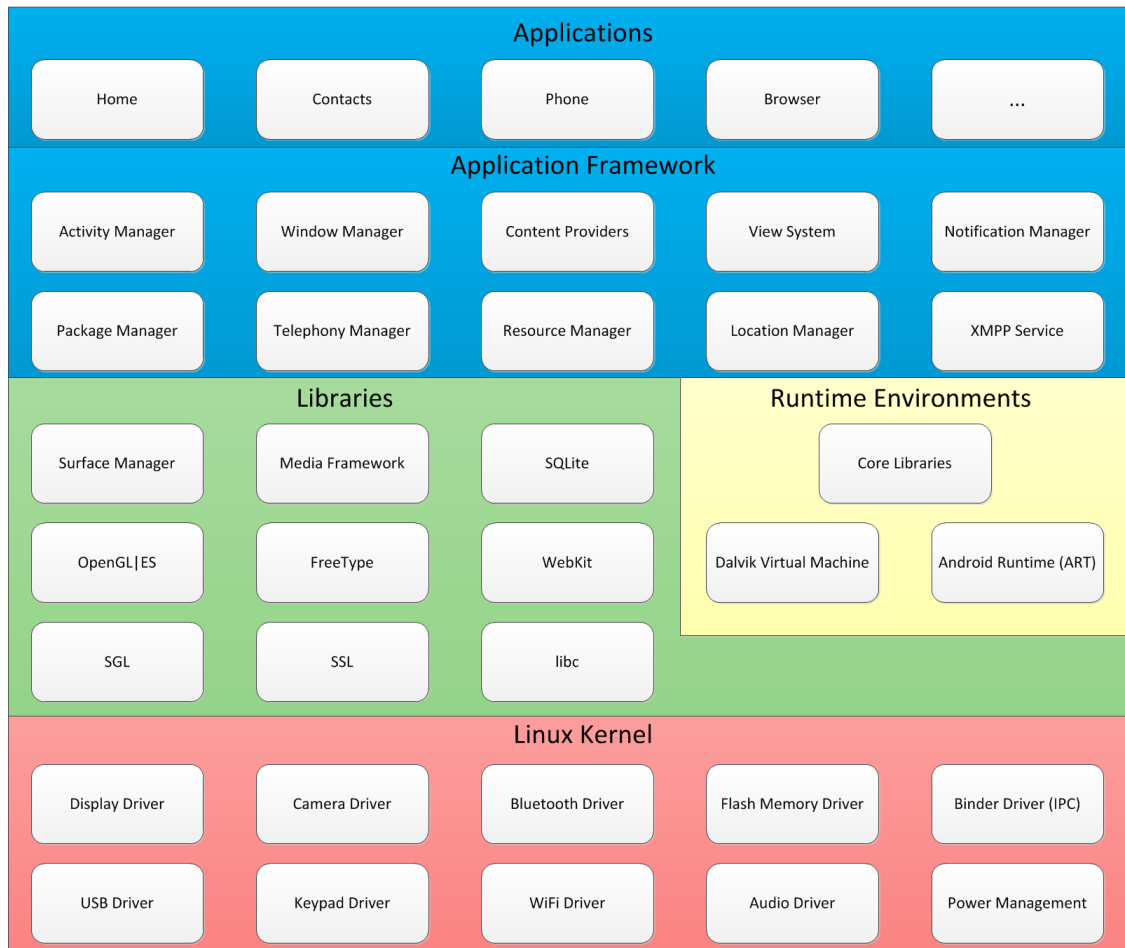 Applications
Home
Contacts
Phone
Browser
...
Application Framework
Activity Manager
Window Manager
Content Providers
View System
Notification Manager
Package Manager
Telephony Manager
Resource Manager
Location Manager
XMPP Service
Libraries
Surface Manager
Media Framework
SQLite
OpenGL|ES
FreeType
WebKit
SGL
SSL
libc
Runtime Environments
Core Libraries
Dalvik Virtual Machine
Android Runtime (ART)
Linux Kernel
Display Driver
Camera Driver
Bluetooth Driver
Flash Memory Driver
Binder Driver (IPC)
USB Driver
Keypad Driver
WiFi Driver
Audio Driver
Power Management